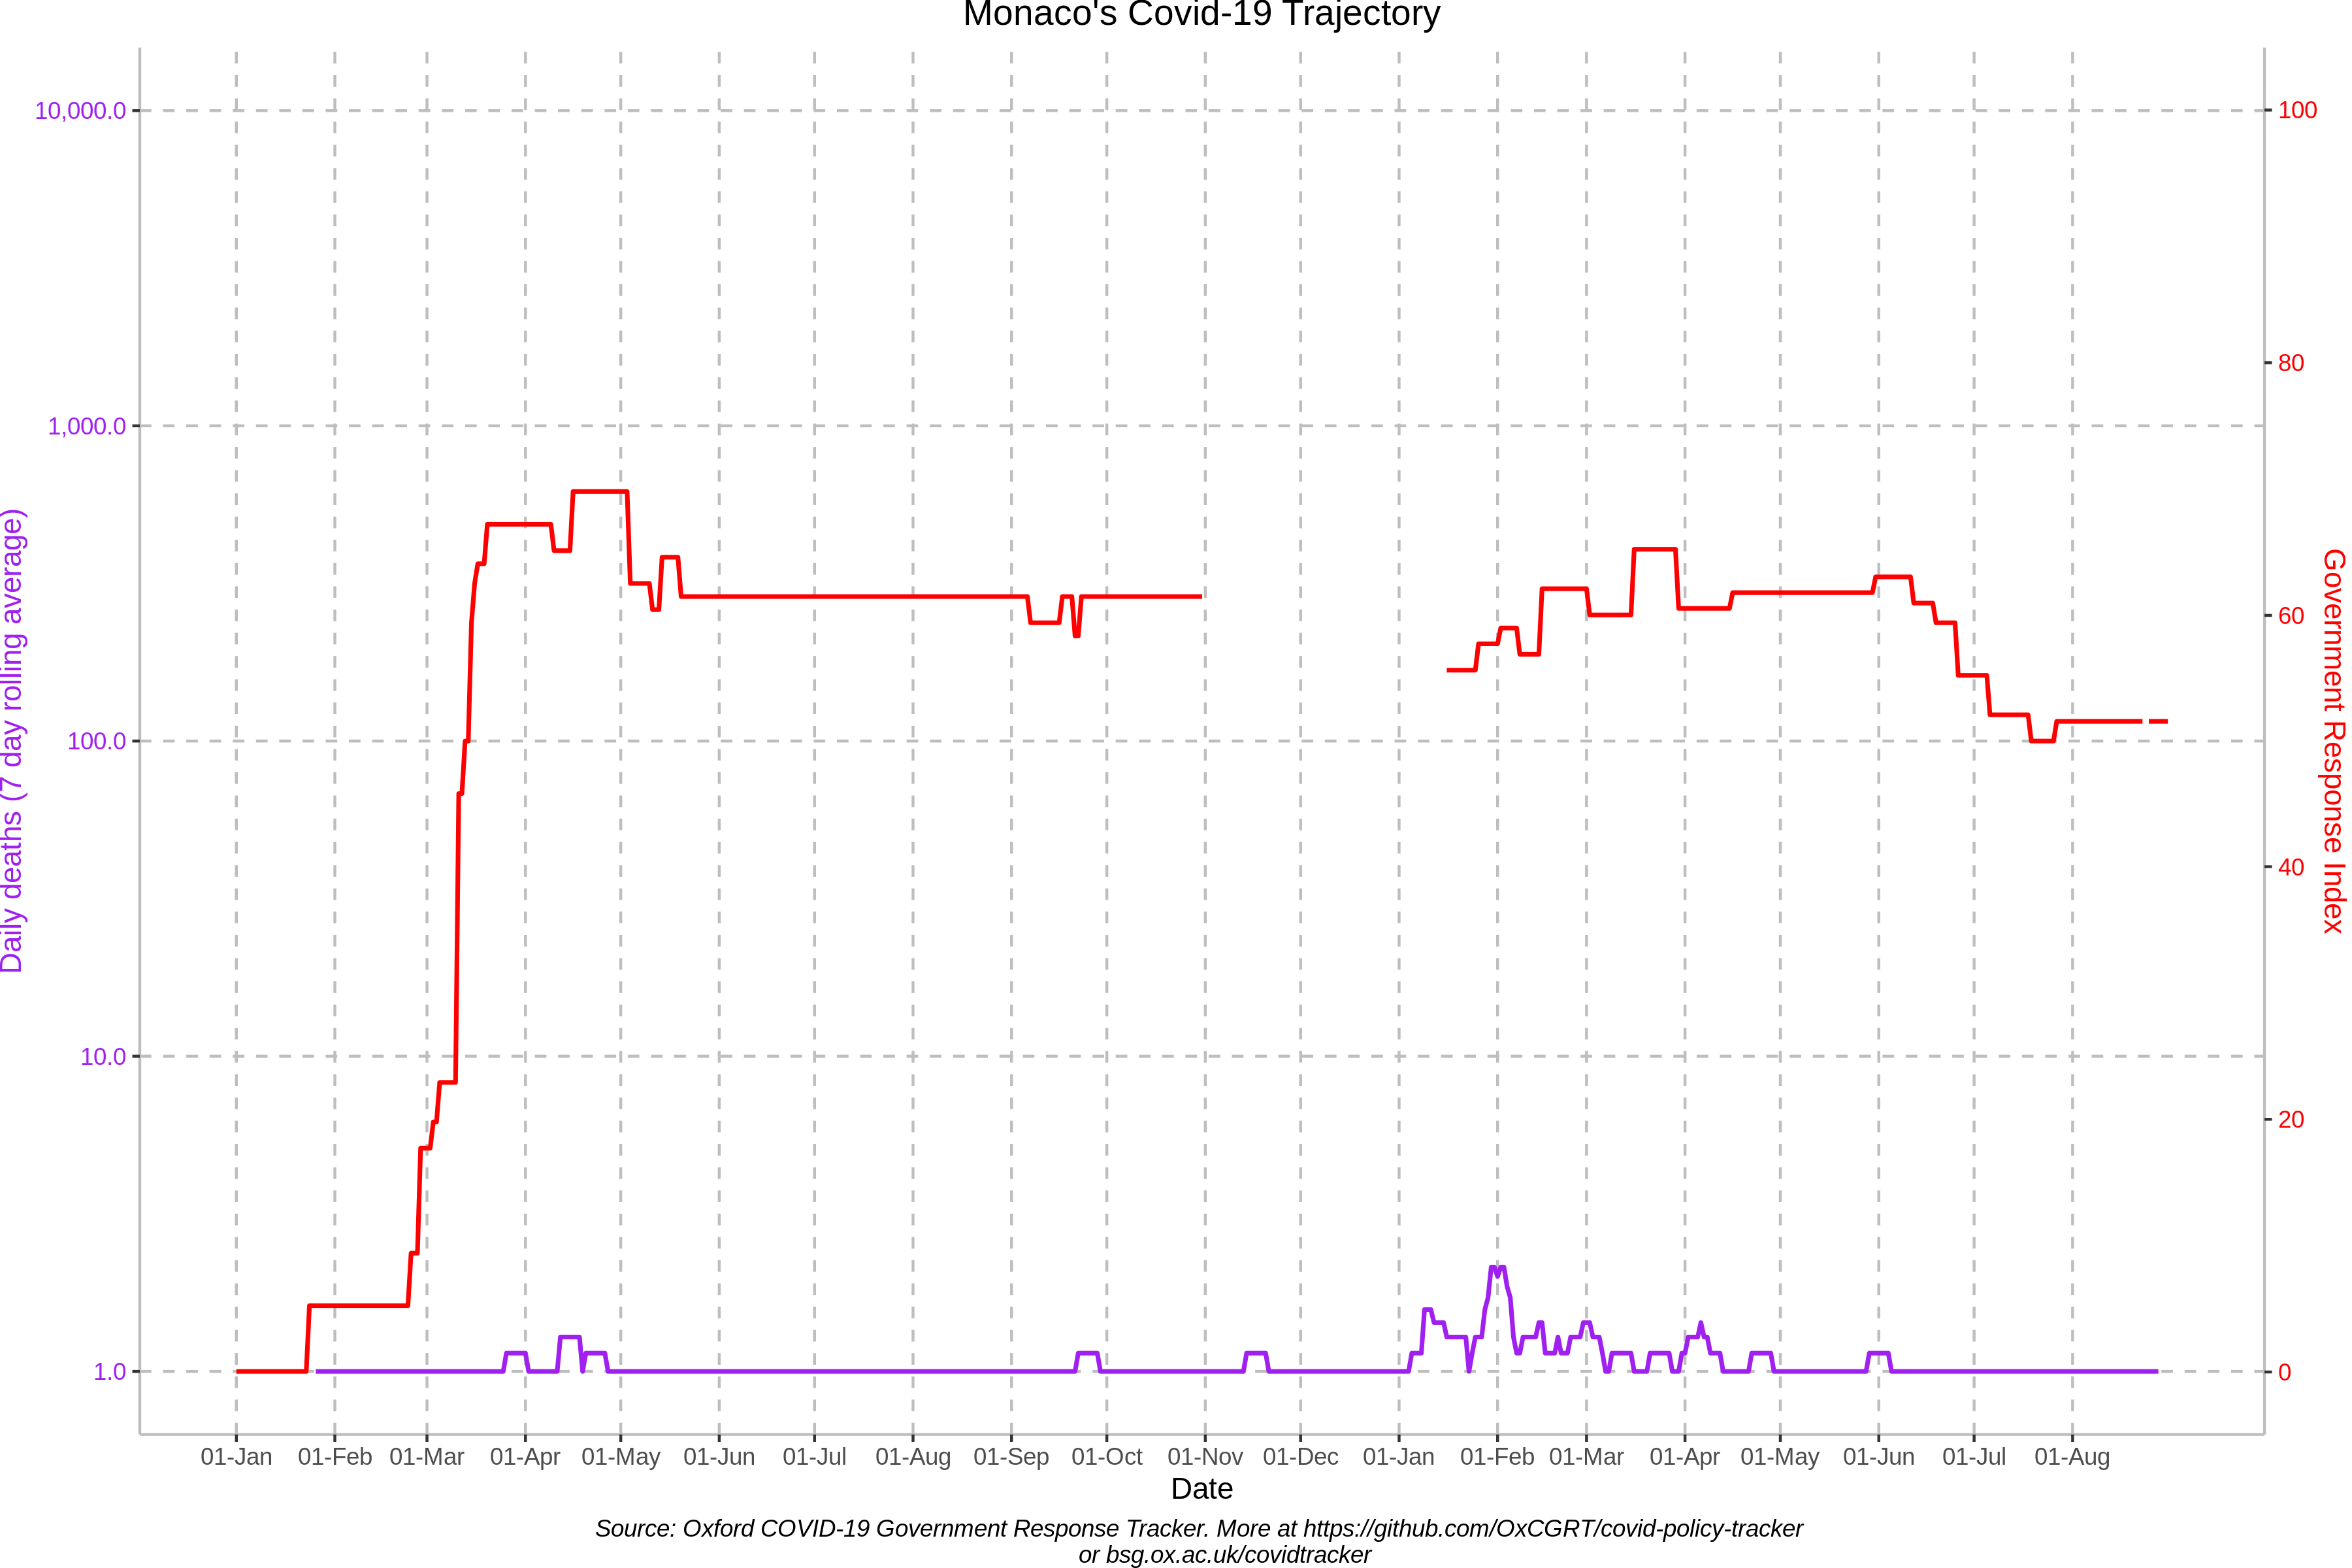 Monaco's Covid-19 Trajectory
10,000.0
1,000.0
100.0
10.0
1.0
Daily deaths (7 day rolling average)
100
80
60
40
20
0
Government Response Index
01-Jan 01-Feb 01-Mar 01-Apr 01-May 01-Jun 01-Jul 01-Aug 01-Sep 01-Oct 01-Nov 01-Dec 01-Jan 01-Feb 01-Mar 01-Apr 01-May 01-Jun 01-Jul 01-Aug
Date
Source: Oxford COVID-19 Government Response Tracker. More at https://github.com/OxCGRT/covid-policy-tracker
or bsg.ox.ac.uk/covidtracker